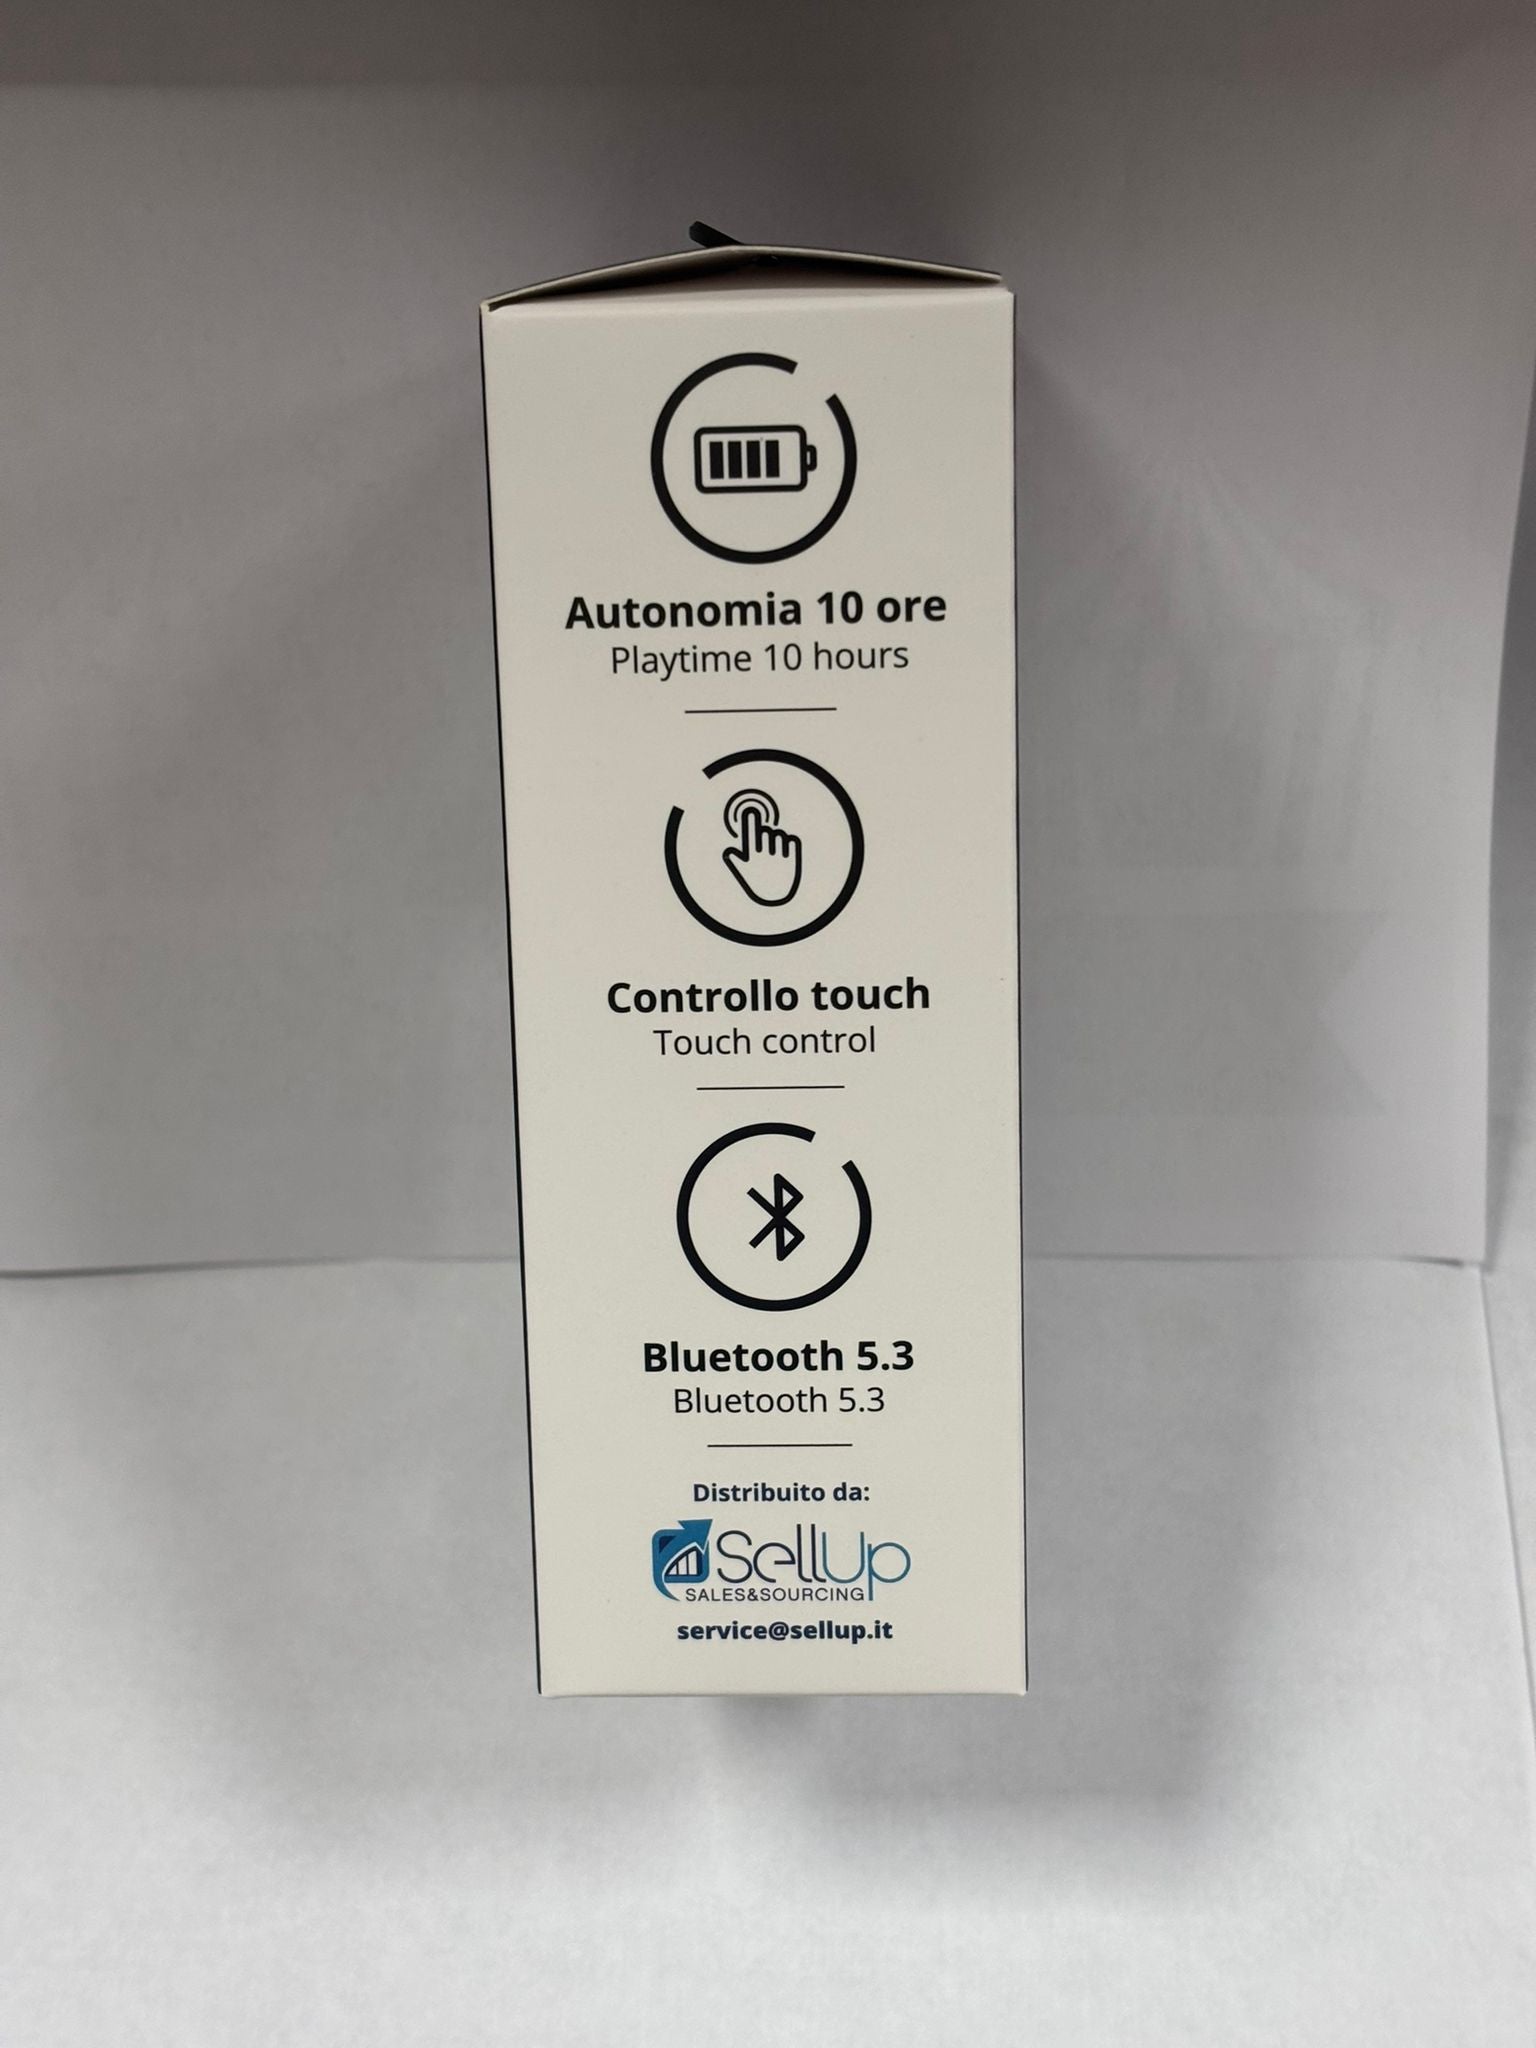 Autonomia 10 ore
Playtime 10 hours
Controllo touch
Touch control
Bluetooth 5.3
Bluetooth 5.3
Distribuito da:
SellUp
SALES&SOURCING
service@sellup.it